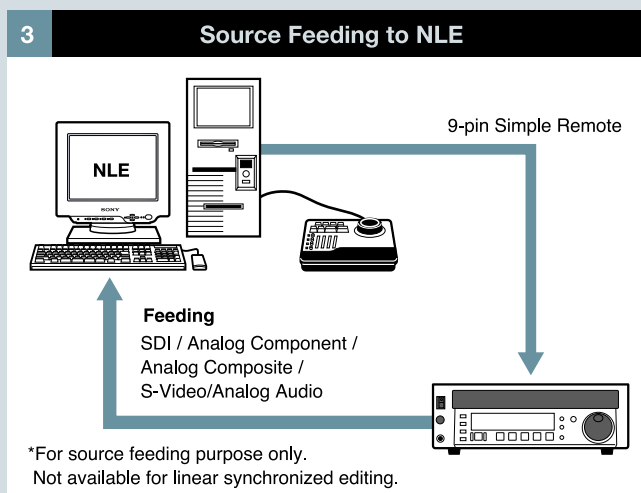 3
Source Feeding to NLE
9-pin Simple Remote
NLE
SONY
Feeding
SDI / Analog Component /
Analog Composite /
S-Video/Analog Audio
*For source feeding purpose only.
Not available for linear synchronized editing.